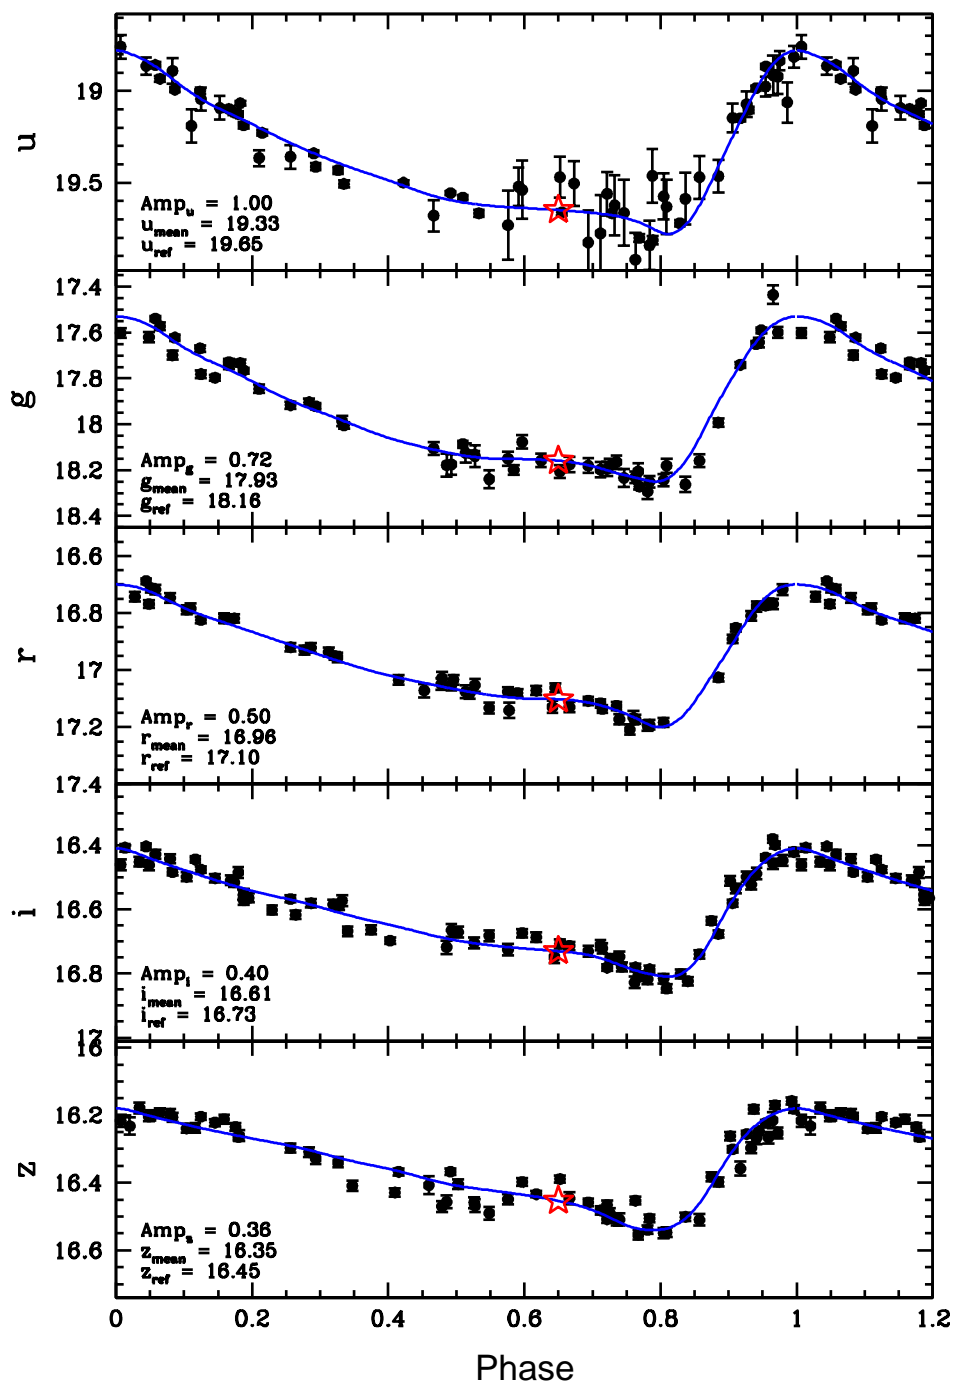 u
19
19.5
Amp_u = 1.00
u_mean = 19.33
u_ref = 19.65
g
17.4
17.6
17.8
18
18.2
18.4
Amp_g = 0.72
g_mean = 17.93
g_ref = 18.16
r
16.6
16.8
17
17.2
17.4
Amp_r = 0.50
r_mean = 16.96
r_ref = 17.10
i
16.4
16.6
16.8
17
Amp_i = 0.40
i_mean = 16.61
i_ref = 16.73
z
16
16.2
16.4
16.6
Amp_z = 0.36
z_mean = 16.35
z_ref = 16.45
0 0.2 0.4 0.6 0.8 1 1.2
Phase